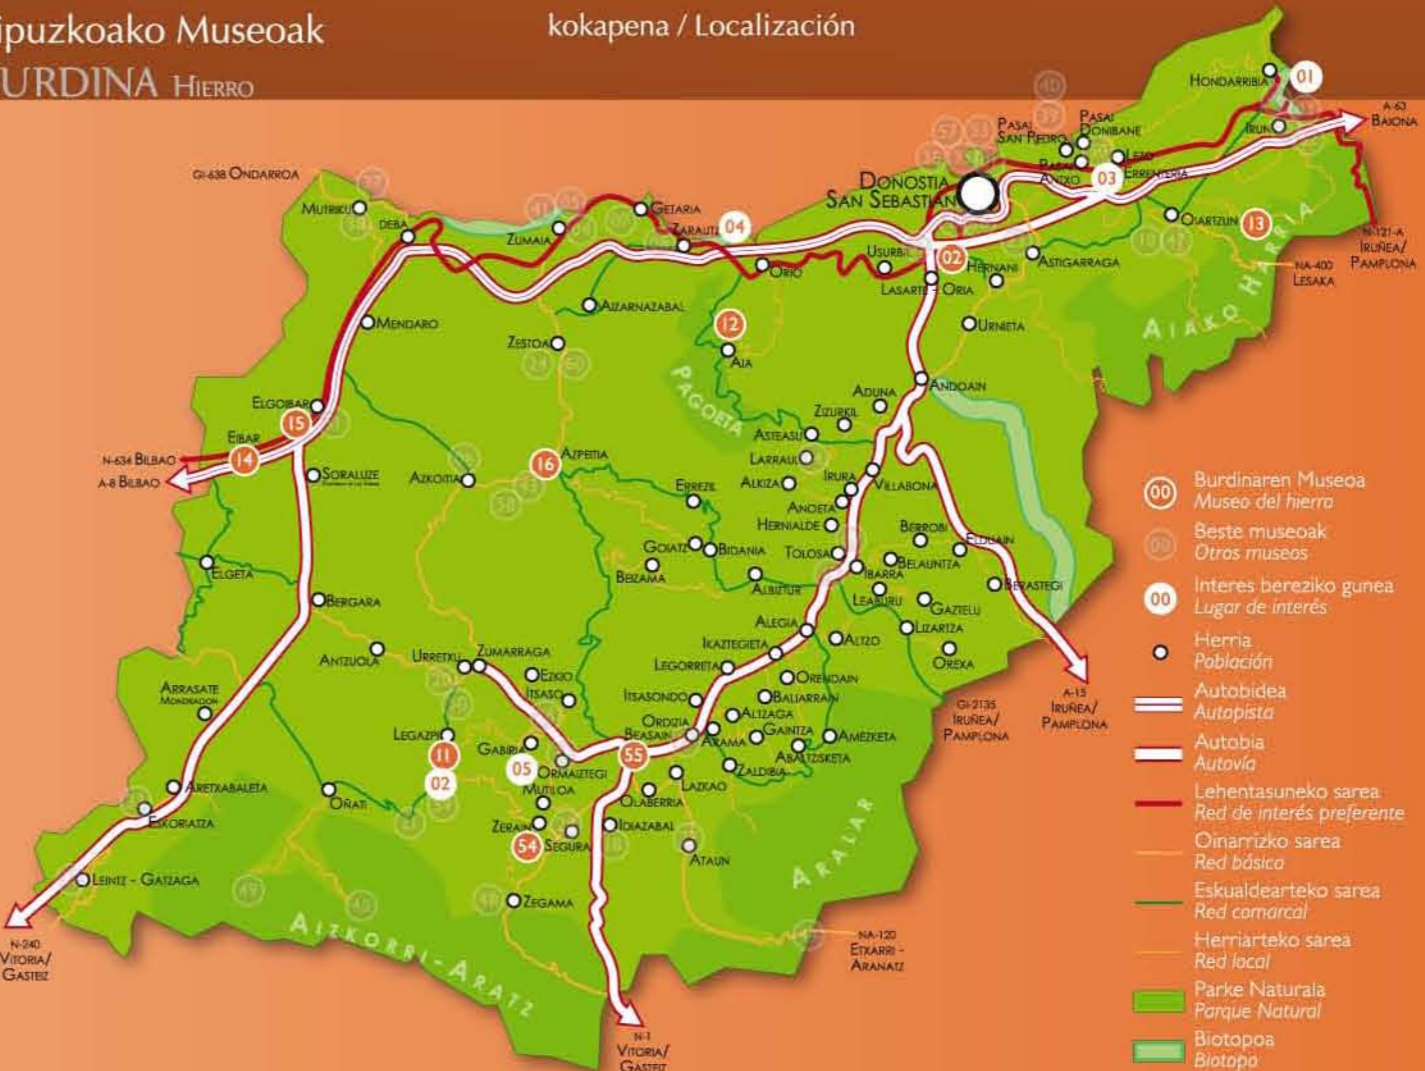 ipuzkoako Museoak
kokapena / Localización
URDINA HIERRO
HONDARRIBIA
01
A-63
BAIONA
IRUN
40
PASAI
SAN PEDRO
PASAI
DONIBANE
57
LEZO
PASAI
ANTXO
ERRENTERIA
03
GI-638 ONDARROA
DONOSTIA
SAN SEBASTIAN
MUTRIKU
DEBA
ZUMAIA
GETARIA
ZARAUTZ
04
OIARTZUN
13
N-121-A
IRUÑEA/
PAMPLONA
02
USURBIL
ORIO
HERNANI
ASTIGARRAGA
NA-400
LESAKA
LASARTE - ORIA
AIZARNAZABAL
AIAKO HARRIA
MENDARO
12
URNIETA
ZESTOA
AIA
PAGOETA
ANDOAIN
ADUNA
ZIZURKIL
ELGOIBAR
15
ASTEASU
EIBAR
14
N-634 BILBAO
A-8 BILBAO
SORALUZE
AZKOITIA
16
AZPEITIA
LARRAUL
ALKIZA
IRURA
VILLABONA
ERREZIL
ANOETA
HERNIALDE
BERROBI
ELDUAIN
GOIATZ
BIDANIA
TOLOSA
BELAUNTZA
IBARRA
ELGETA
BEIZAMA
ALBIZTUR
BERASTEGI
LEABURU
GAZTELU
BERGARA
ALEGIA
LIZARTZA
IKAZTEGIETA
ALTZO
ANTZUOLA
URRETXU
ZUMARRAGA
LEGORRETA
OREXA
EZKIO
ITSASO
ORENDAIN
ITSASONDO
BALIARRAIN
ARRASATE
MONDRAGON
ORDIZIA
ALTZAGA
GI-2135
IRUÑEA/
PAMPLONA
A-15
IRUÑEA/
PAMPLONA
LEGAZPI
11
02
GABIRIA
05
ORMAIZTEGI
BEASAIN
55
ARAMA
GAINTZA
AMEZKETA
ABALTZISKETA
ZALDIBIA
LAZKAO
MUTILOA
OLABERRIA
ARETXABALETA
OÑATI
ESKORIATZA
ZERAIN
IDIAZABAL
54
SEGURA
ATAUN
ARALAR
LEINTZ - GATZAGA
49
ZEGAMA
AIZKORRI-ARATZ
NA-120
ETXARRI -
ARANATZ
N-240
VITORIA/
GASTEIZ
N-1
VITORIA/
GASTEIZ
00
Burdinaren Museoa
Museo del hierro
00
Beste museoak
Otros museos
00
Interes bereziko gunea
Lugar de interés
Herria
Población
Autobidea
Autopista
Autobia
Autovía
Lehentasuneko sarea
Red de interés preferente
Oinarrizko sarea
Red básica
Eskualdearteko sarea
Red comarcal
Herriarteko sarea
Red local
Parke Naturala
Parque Natural
Biotopoa
Biotopo